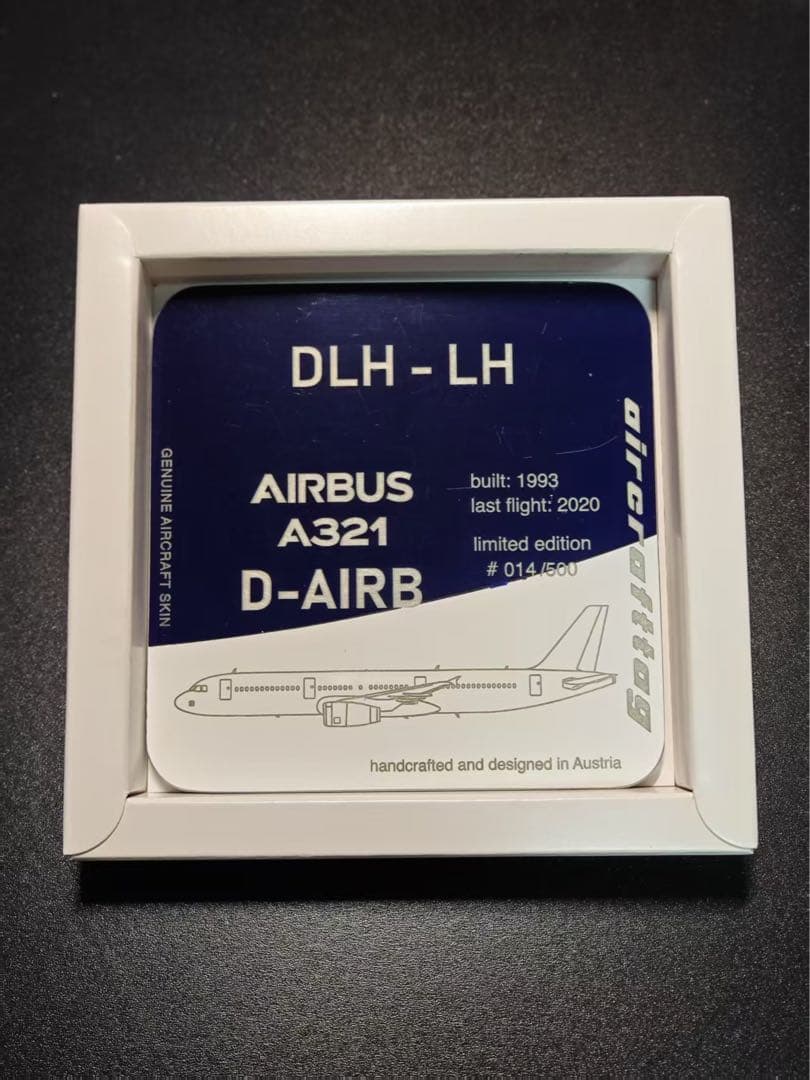 DLH - LH
GENUINE AIRCRAFT SKIN
AIRBUS
A321
D-AIRB
built: 1993
last flight: 2020
limited edition
# 014/500
aircrafttag
handcrafted and designed in Austria